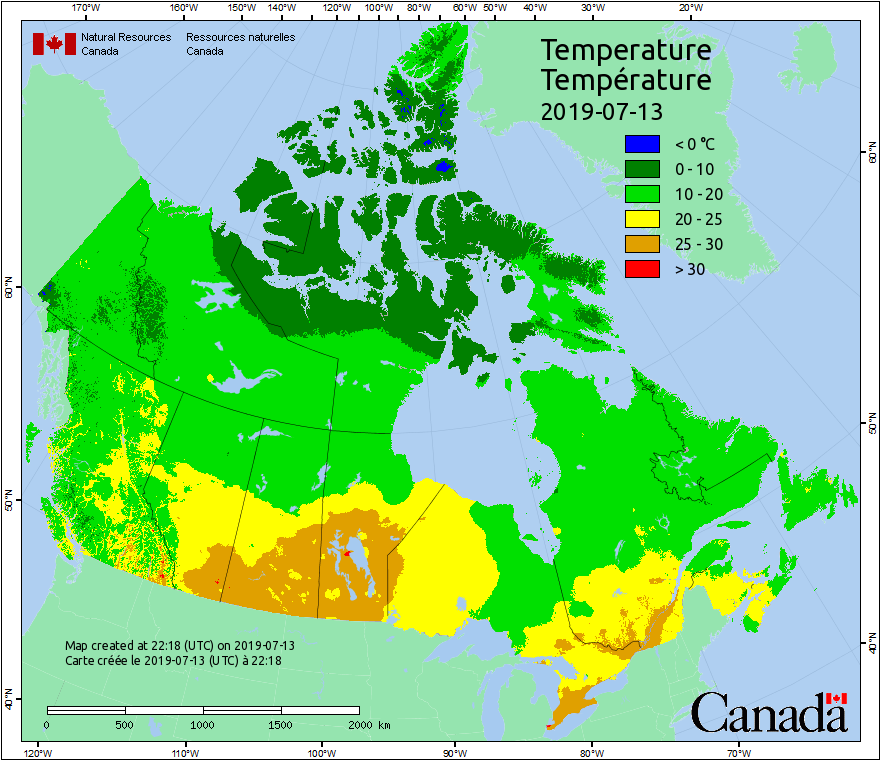 170°W 160°W 150°W 140°W 130°W 120°W 110°W 100°W 80°W 60°W 50°W 40°W 30°W 20°W
Natural Resources Canada
Ressources naturelles Canada
Temperature
Température
2019-07-13
< 0 °C
0 - 10
10 - 20
20 - 25
25 - 30
> 30
60°N
60°N
50°N
50°N
40°N
40°N
Map created at 22:18 (UTC) on 2019-07-13
Carte créée le 2019-07-13 (UTC) à 22:18
0 500 1000 1500 2000 km
Canada
120°W 110°W 100°W 90°W 80°W 70°W